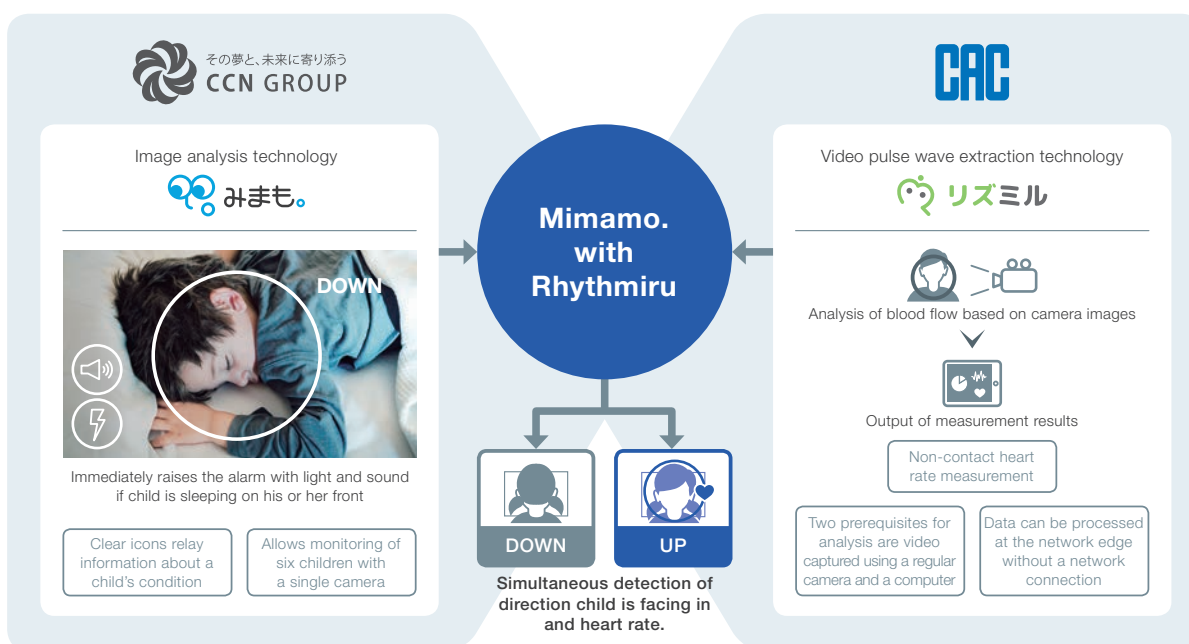 その夢と、未来に寄り添う
CCN GROUP
Image analysis technology
みまも。
DOWN
Immediately raises the alarm with light and sound
if child is sleeping on his or her front
Clear icons relay
information about a
child's condition
Allows monitoring of
six children with
a single camera
Mimamo.
with
Rhythmiru
DOWN
UP
Simultaneous detection of
direction child is facing in
and heart rate.
CAC
Video pulse wave extraction technology
リズミル
Analysis of blood flow based on camera images
Output of measurement results
Non-contact heart
rate measurement
Two prerequisites for
analysis are video
captured using a regular
camera and a computer
Data can be processed
at the network edge
without a network
connection